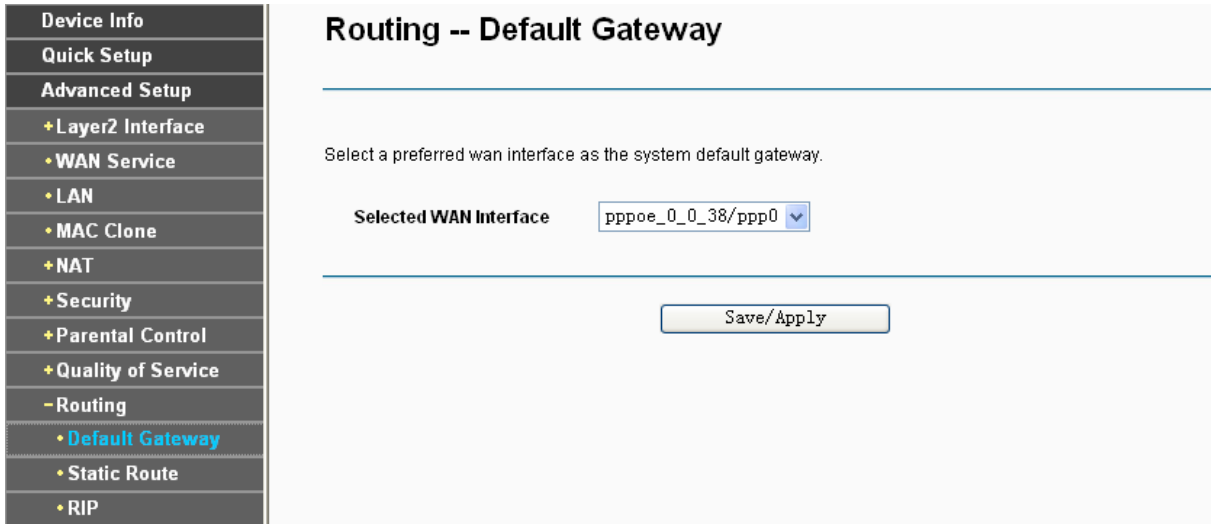 Device Info
Quick Setup
Advanced Setup
+Layer2 Interface
•WAN Service
•LAN
•MAC Clone
+NAT
+Security
+Parental Control
+Quality of Service
−Routing
•Default Gateway
•Static Route
•RIP
Routing -- Default Gateway
Select a preferred wan interface as the system default gateway.
Selected WAN Interface pppoe_0_0_38/ppp0
Save/Apply